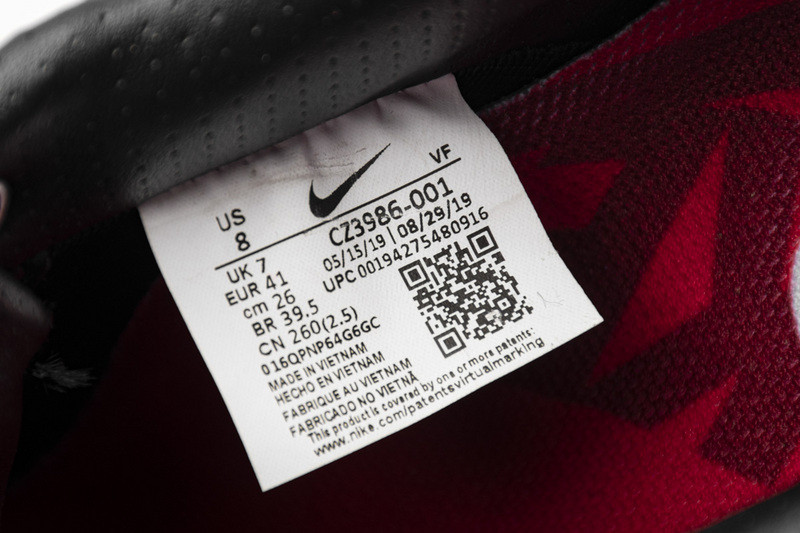 US
8
VF
CZ3986-001
05/15/19 | 08/29/19
UPC 00194275480916
UK 7
EUR 41
cm 26
BR 39.5
CN 260(2.5)
016QPNP64G6GC
MADE IN VIETNAM
HECHO EN VIETNAM
FABRIQUE AU VIETNAM
FABRICADO NO VIETNÃ
This product is covered by one or more patents:
www.nike.com/patentsvirtualmarking